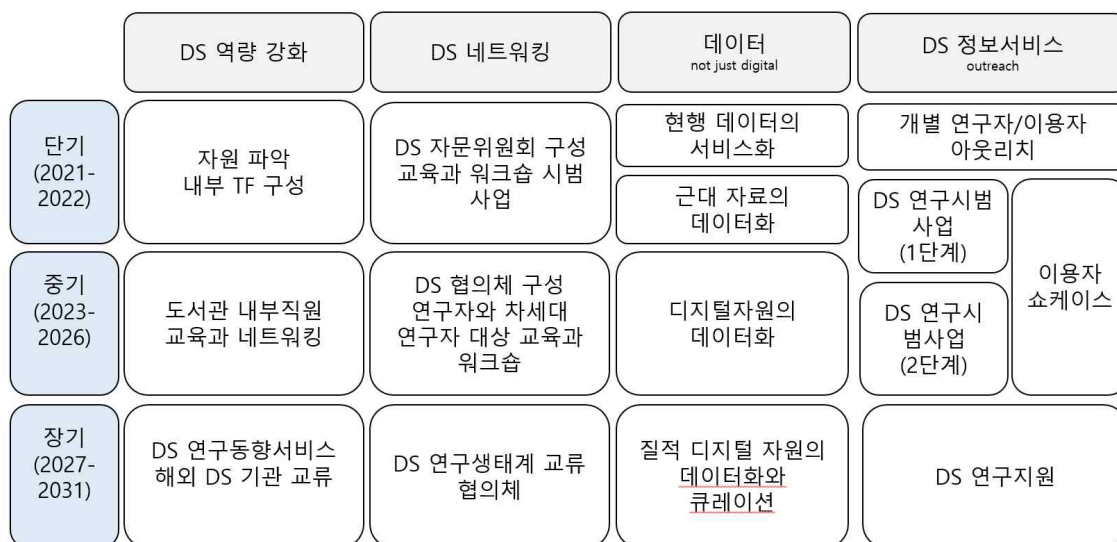 DS 역량 강화
DS 네트워킹
데이터
not just digital
DS 정보서비스
outreach
단기
(2021-
2022)
자원 파악
내부 TF 구성
DS 자문위원회 구성
교육과 워크숍 시범
사업
현행 데이터의
서비스화
근대 자료의
데이터화
개별 연구자/이용자
아웃리치
DS 연구시범
사업
(1단계)
이용자
쇼케이스
중기
(2023-
2026)
도서관 내부직원
교육과 네트워킹
DS 협의체 구성
연구자와 차세대
연구자 대상 교육과
워크숍
디지털자원의
데이터화
DS 연구시
범사업
(2단계)
장기
(2027-
2031)
DS 연구동향서비스
해외 DS 기관 교류
DS 연구생태계 교류
협의체
질적 디지털 자원의
데이터화와
큐레이션
DS 연구지원